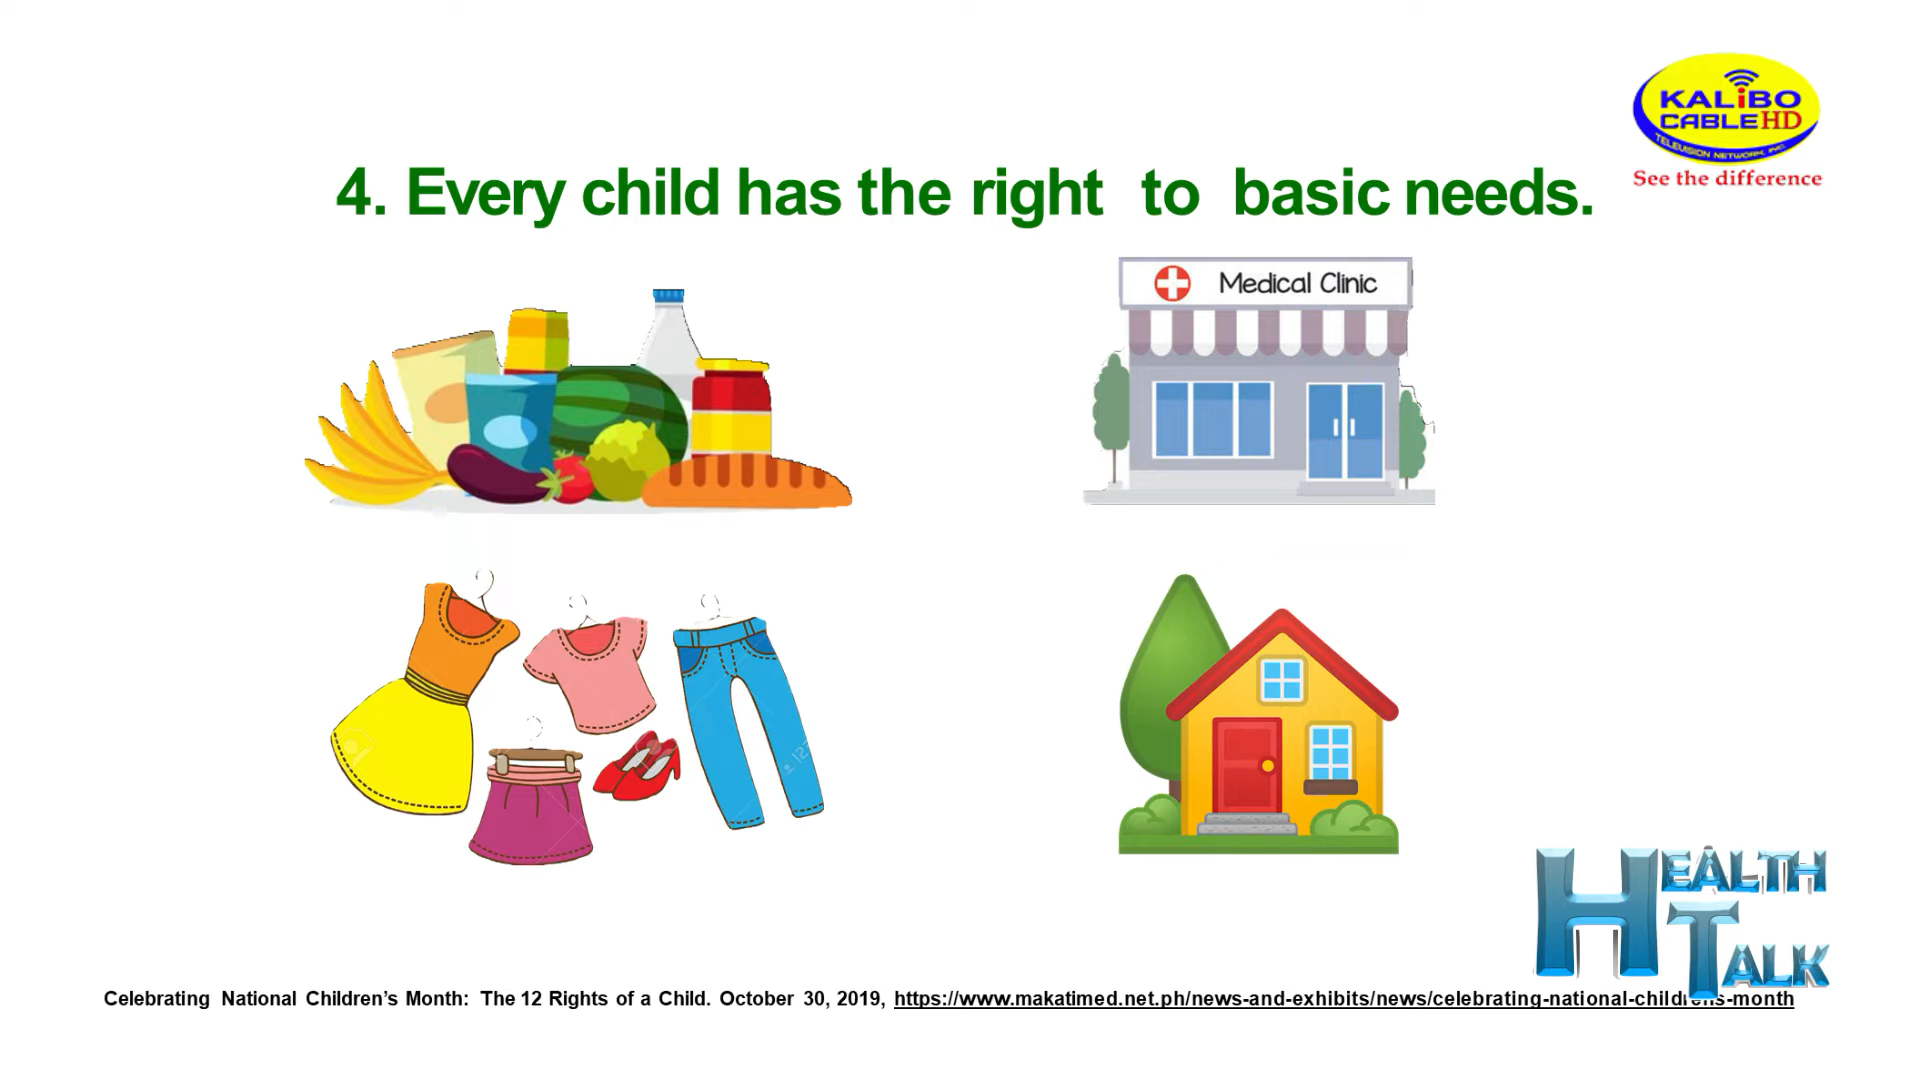 KALiBO
CABLEHD
TELEVISION NETWORK, INC.
See the difference
4. Every child has the right to basic needs.
Medical Clinic
HEALTH
TALK
Celebrating National Children's Month: The 12 Rights of a Child. October 30, 2019, https://www.makatimed.net.ph/news-and-exhibits/news/celebrating-national-childrens-month